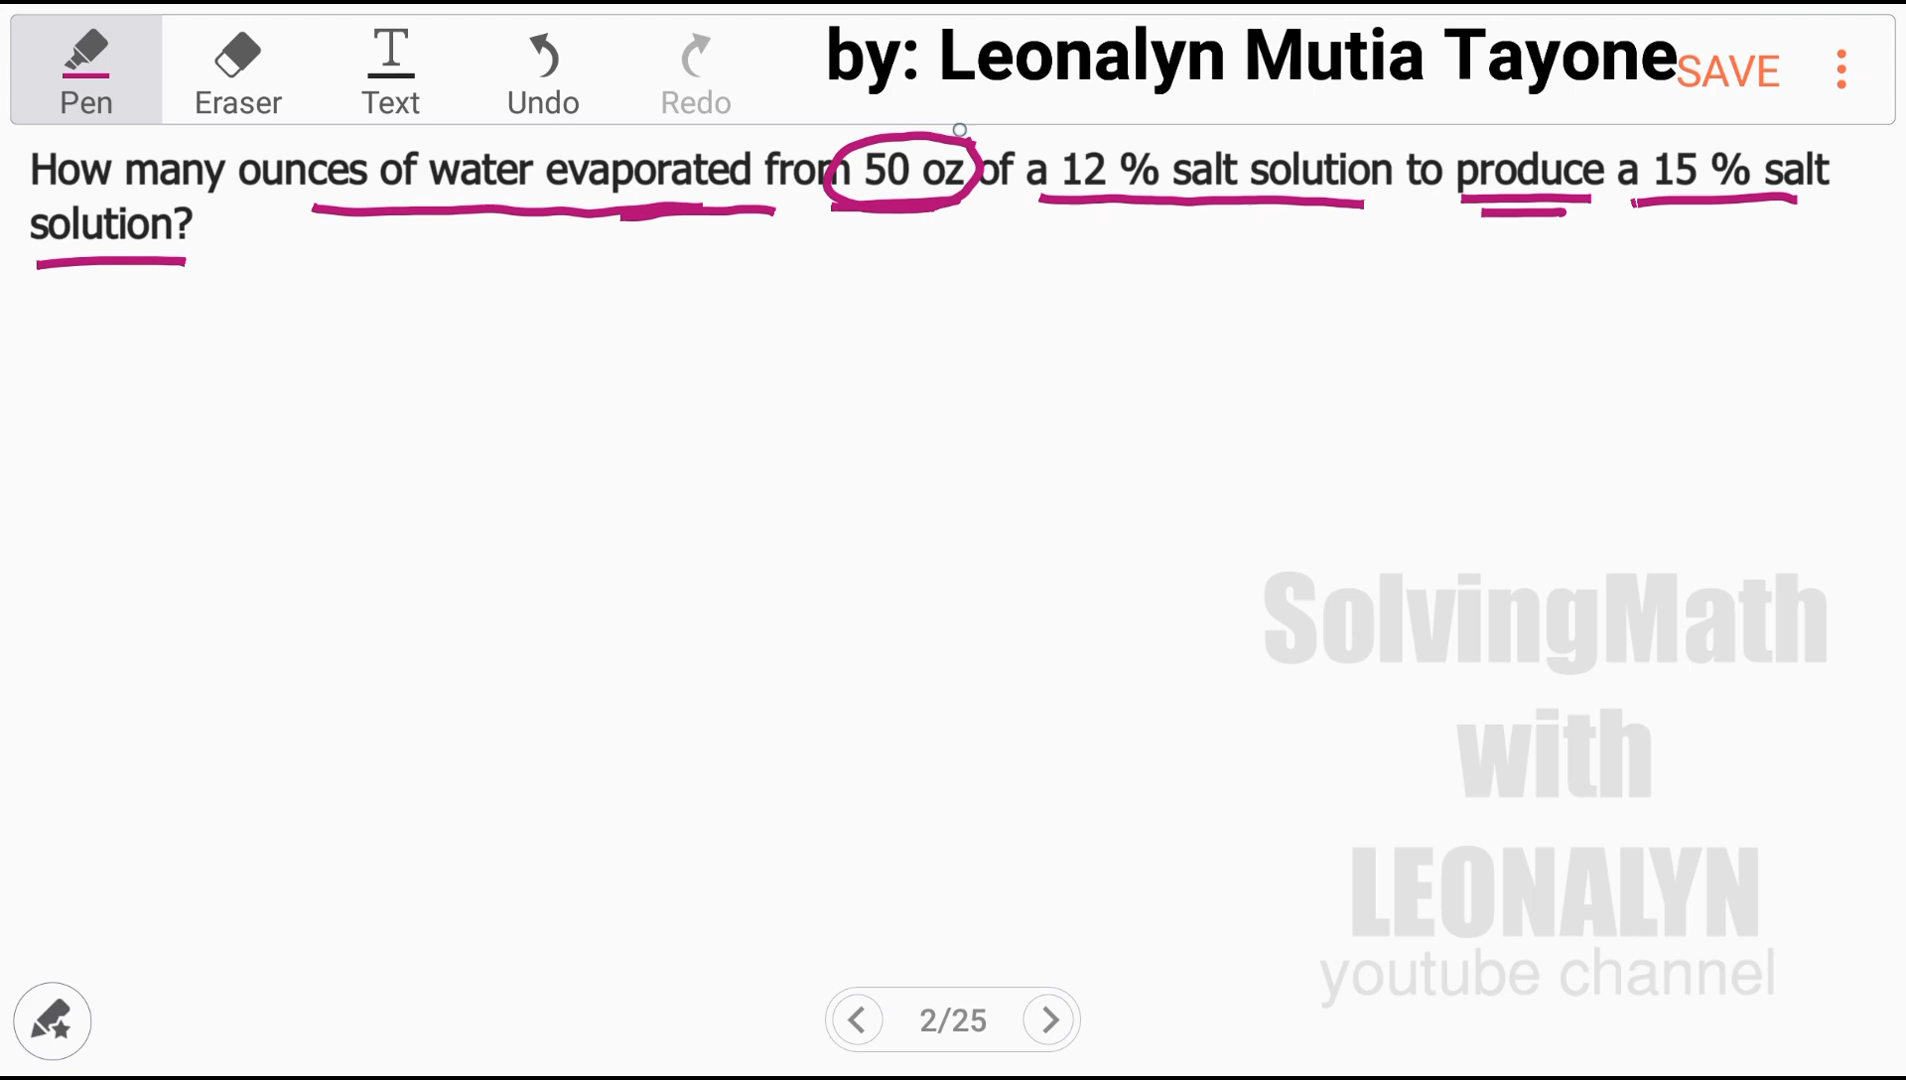 Pen
Eraser
Text
Undo
Redo
by: Leonalyn Mutia Tayone
SAVE
How many ounces of water evaporated from 50 oz of a 12 % salt solution to produce a 15 % salt
solution?
SolvingMath
with
LEONALYN
youtube channel
2/25